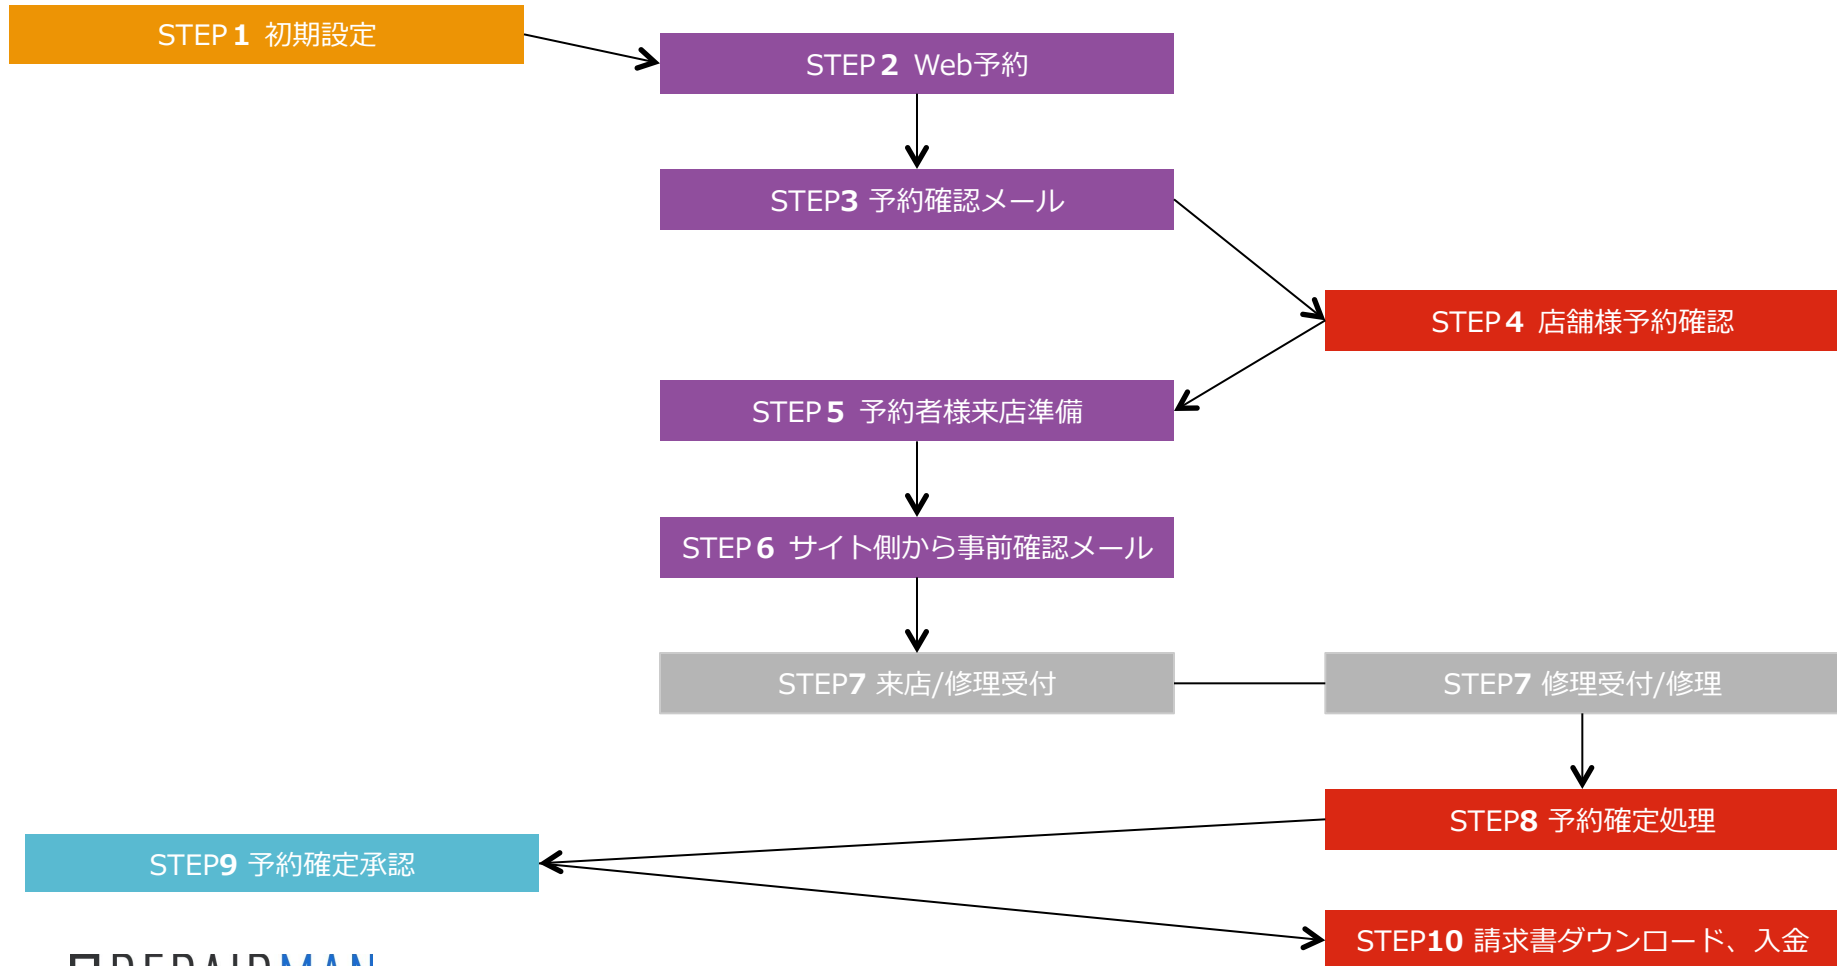 STEP1 初期設定
STEP2 Web予約
STEP3 予約確認メール
STEP4 店舗様予約確認
STEP5 予約者様来店準備
STEP6 サイト側から事前確認メール
STEP7 来店/修理受付
STEP7 修理受付/修理
STEP8 予約確定処理
STEP9 予約確定承認
STEP10 請求書ダウンロード、入金
REPAIRMAN